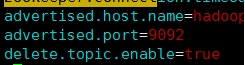 advertised.host.name=hadoop
advertised.port=9092
delete.topic.enable=true